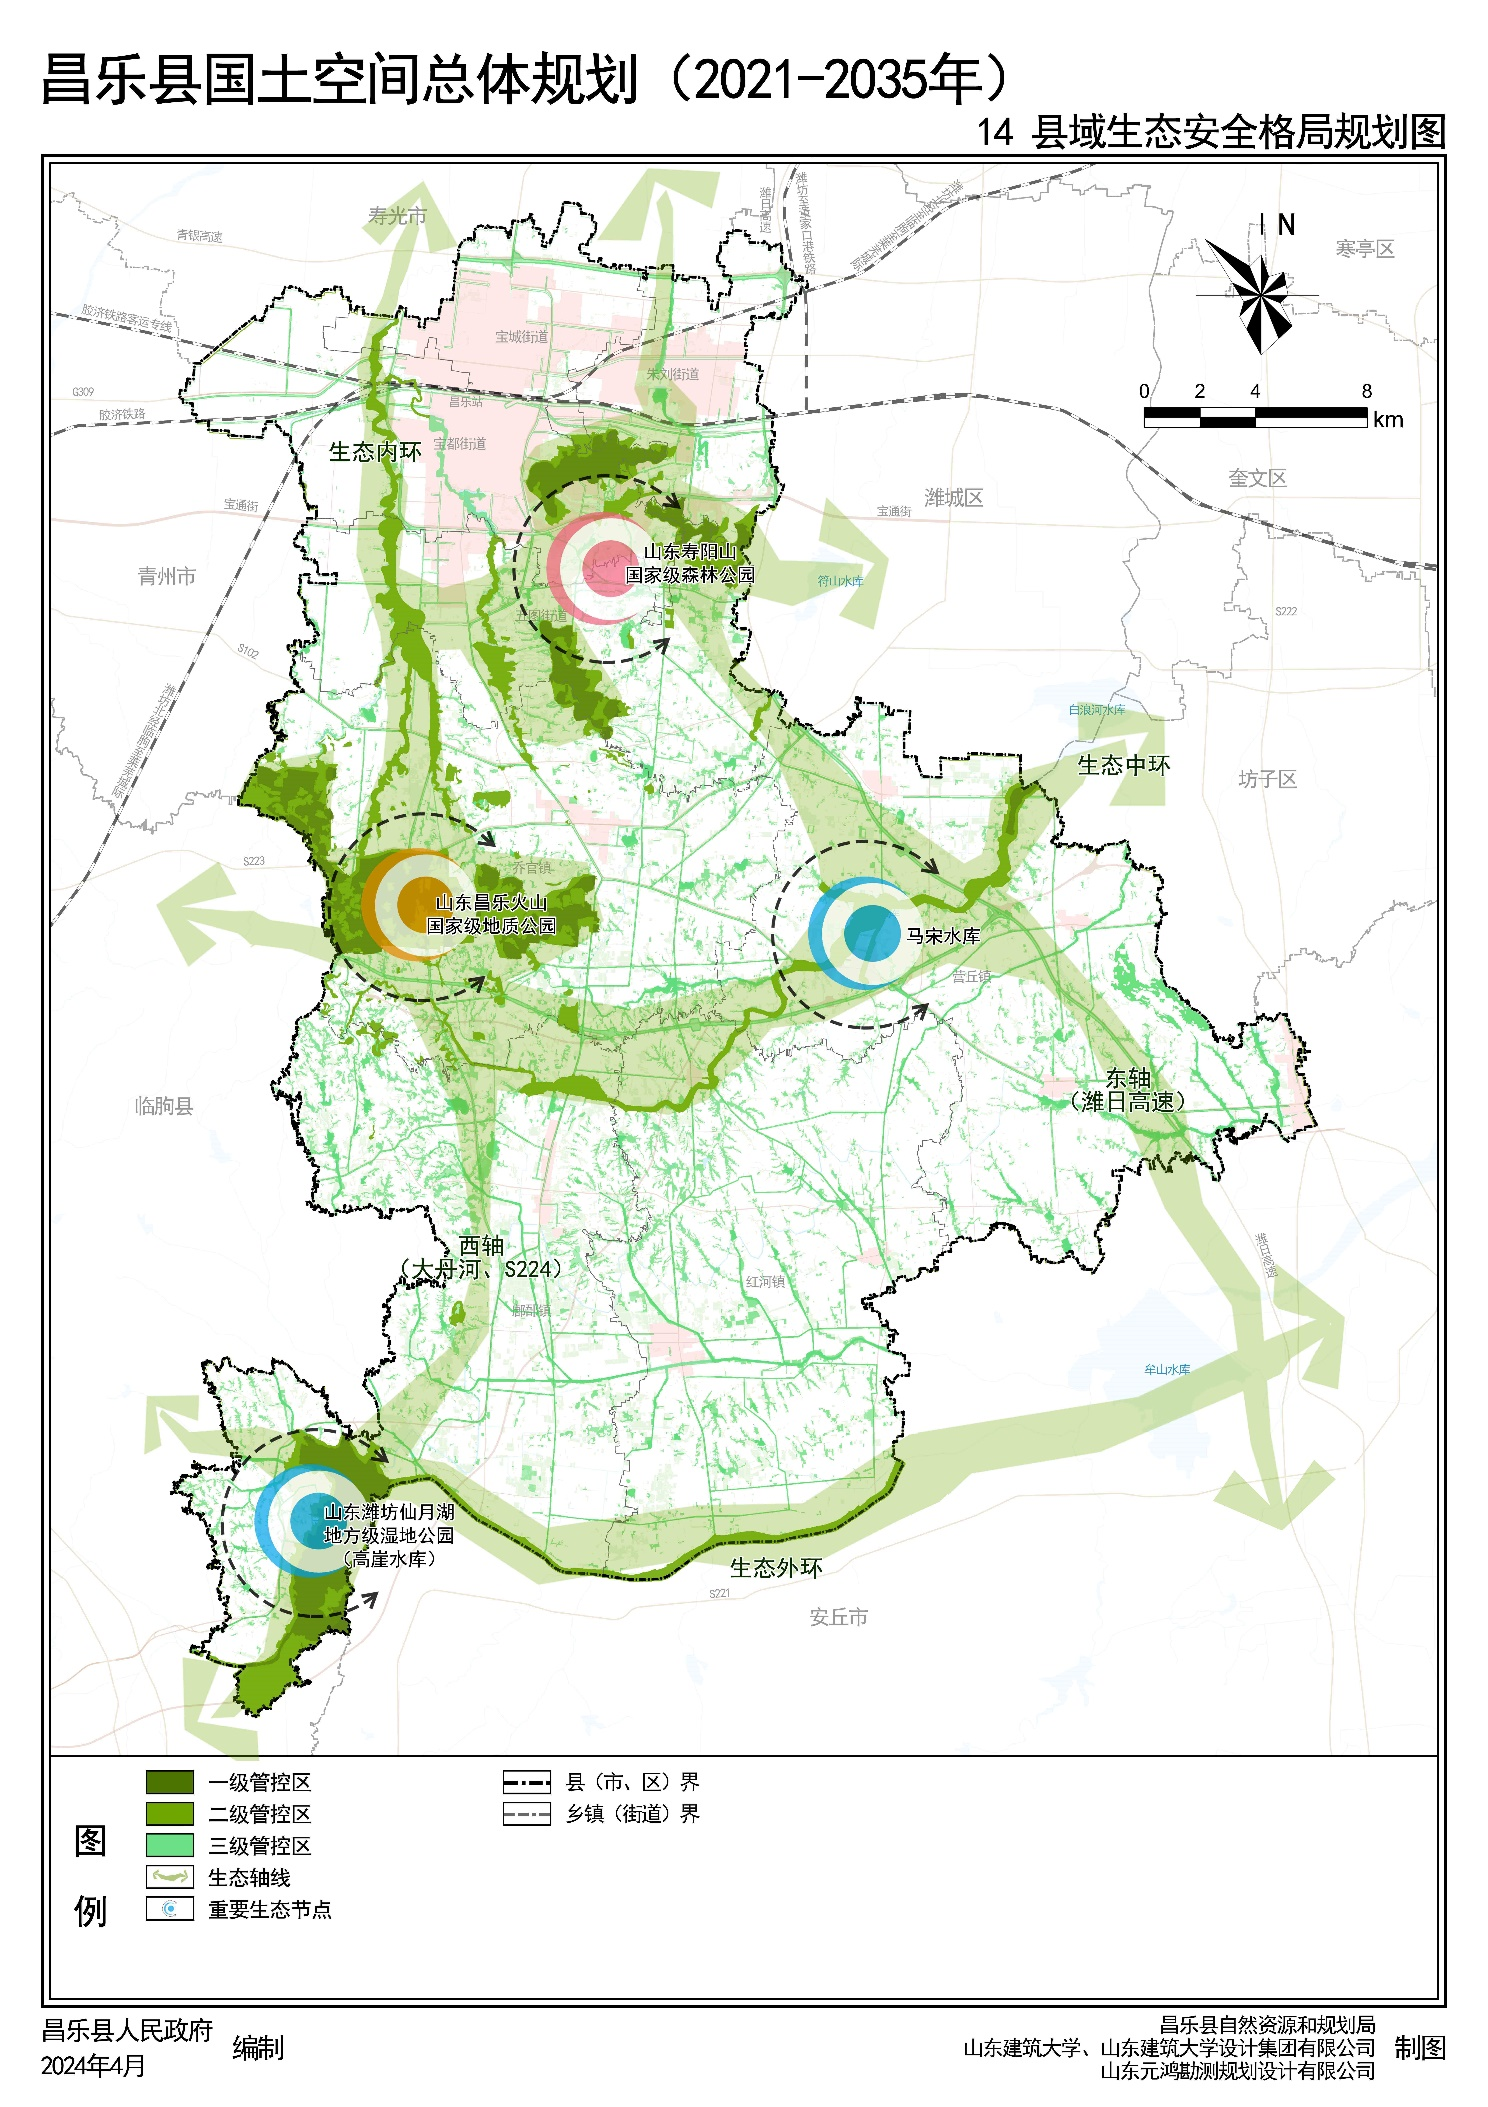 昌乐县国土空间总体规划（2021-2035年）
14 县域生态安全格局规划图
寿光市
青银高速
潍日高速
N
寒亭区
胶济铁路客运专线
宝城街道
朱刘街道
G309
昌乐站
胶济铁路
0 2 4 8
km
生态内环
宝都街道
宝通街
潍城区
宝通街
奎文区
青州市
山东寿阳山
国家级森林公园
符山水库
五图街道
S222
S102
白浪河水库
生态中环
坊子区
S223
乔官镇
山东昌乐火山
国家级地质公园
马宋水库
营丘镇
临朐县
东轴
（潍日高速）
西轴
（大丹河、S224）
潍日高速
红河镇
鄌郚镇
牟山水库
山东潍坊仙月湖
地方级湿地公园
（高崖水库）
生态外环
S221
安丘市
图例
一级管控区
二级管控区
三级管控区
生态轴线
重要生态节点
县（市、区）界
乡镇（街道）界
昌乐县人民政府
2024年4月
编制
昌乐县自然资源和规划局
山东建筑大学、山东建筑大学设计集团有限公司
山东元鸿勘测规划设计有限公司
制图